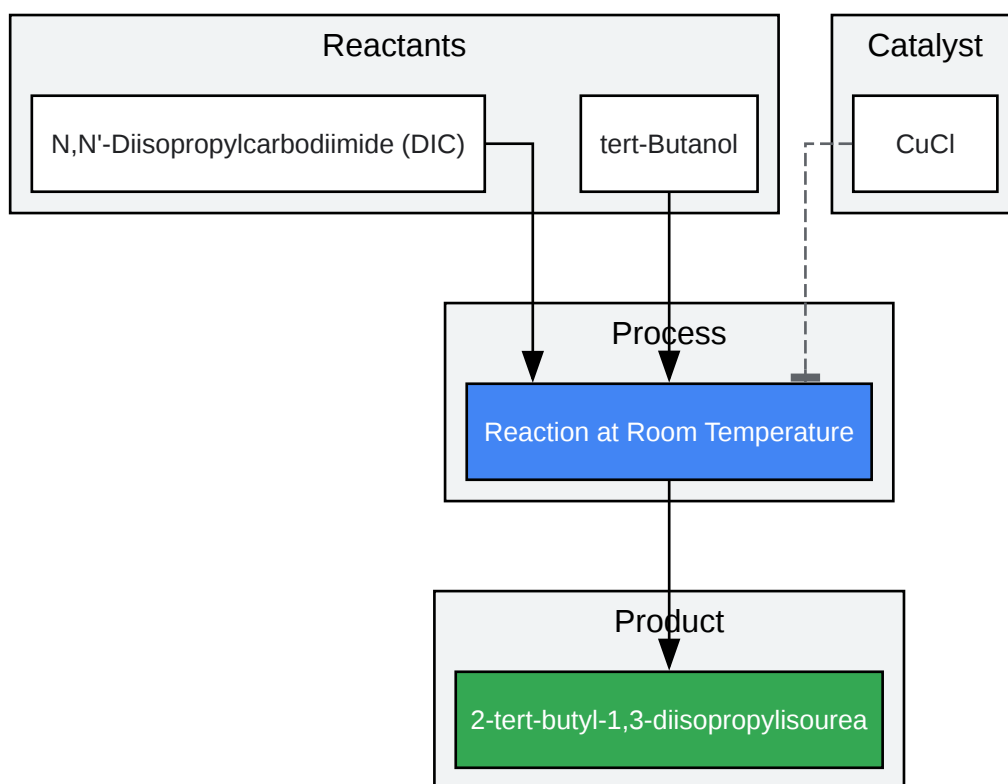 Reactants
Catalyst
N,N'-Diisopropylcarbodiimide (DIC)
tert-Butanol
CuCl
Process
Reaction at Room Temperature
Product
2-tert-butyl-1,3-diisopropylisourea